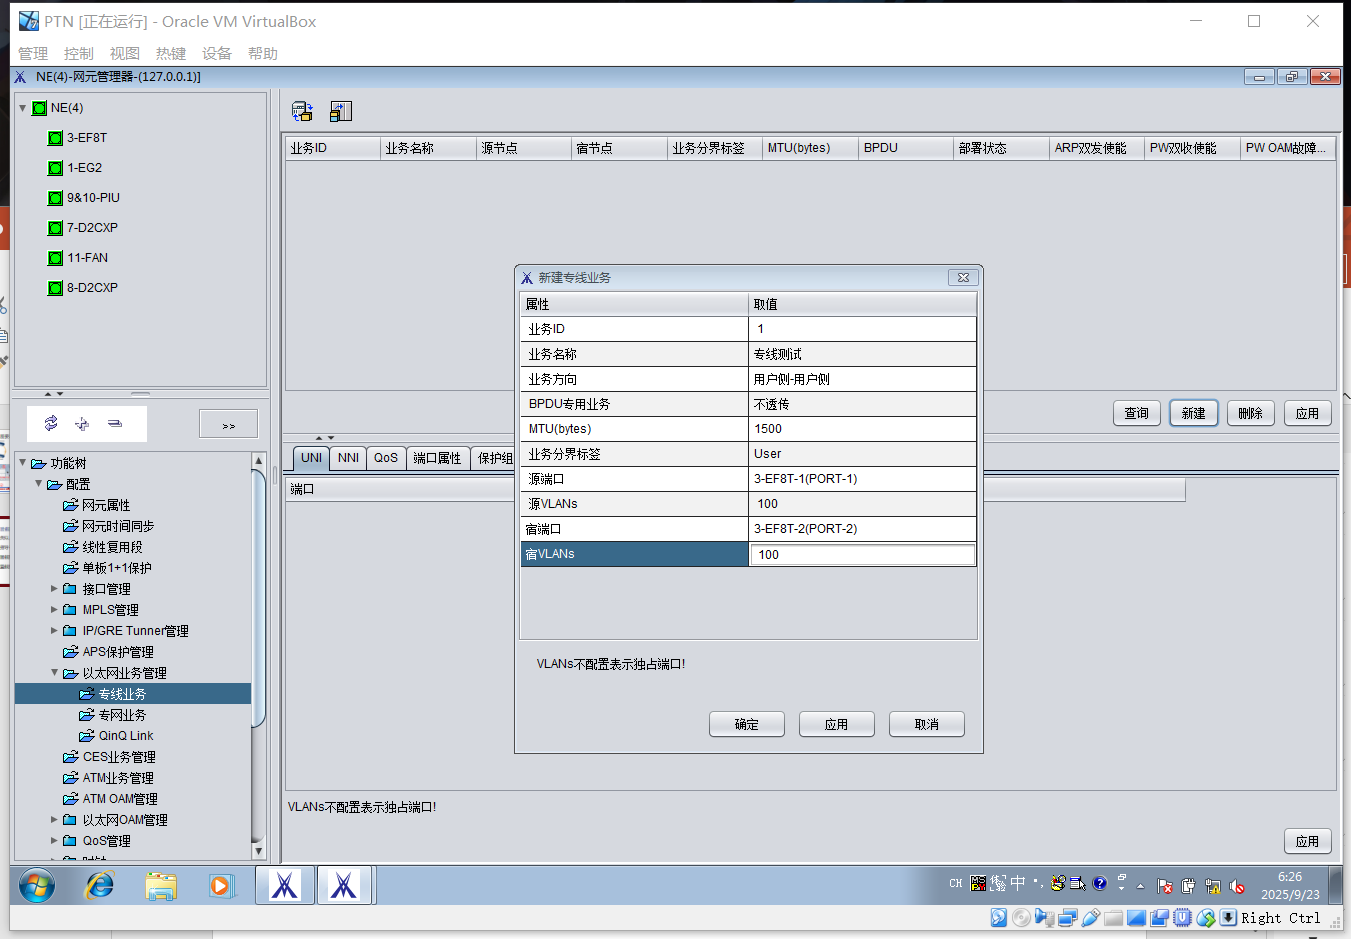 PTN [正在运行] - Oracle VM VirtualBox
管理 控制 视图 热键 设备 帮助
NE(4)-网元管理器-(127.0.0.1)]
NE(4)
3-EF8T
1-EG2
9&10-PIU
7-D2CXP
11-FAN
8-D2CXP
>>
功能树
配置
网元属性
网元时间同步
线性复用段
单板1+1保护
接口管理
MPLS管理
IP/GRE Tunner管理
APS保护管理
以太网业务管理
专线业务
专网业务
QinQ Link
CES业务管理
ATM业务管理
ATM OAM管理
以太网OAM管理
QoS管理
业务ID 业务名称 源节点 宿节点 业务分界标签 MTU(bytes) BPDU 部署状态 ARP双发使能 PW双收使能 PW OAM故障...
查询 新建 删除 应用
UNI NNI QoS 端口属性 保护组
端口
VLANs不配置表示独占端口!
应用
新建专线业务
属性 取值
业务ID 1
业务名称 专线测试
业务方向 用户侧-用户侧
BPDU专用业务 不透传
MTU(bytes) 1500
业务分界标签 User
源端口 3-EF8T-1(PORT-1)
源VLANs 100
宿端口 3-EF8T-2(PORT-2)
宿VLANs 100
VLANs不配置表示独占端口!
确定 应用 取消
CH 中 6:26
2025/9/23
Right Ctrl